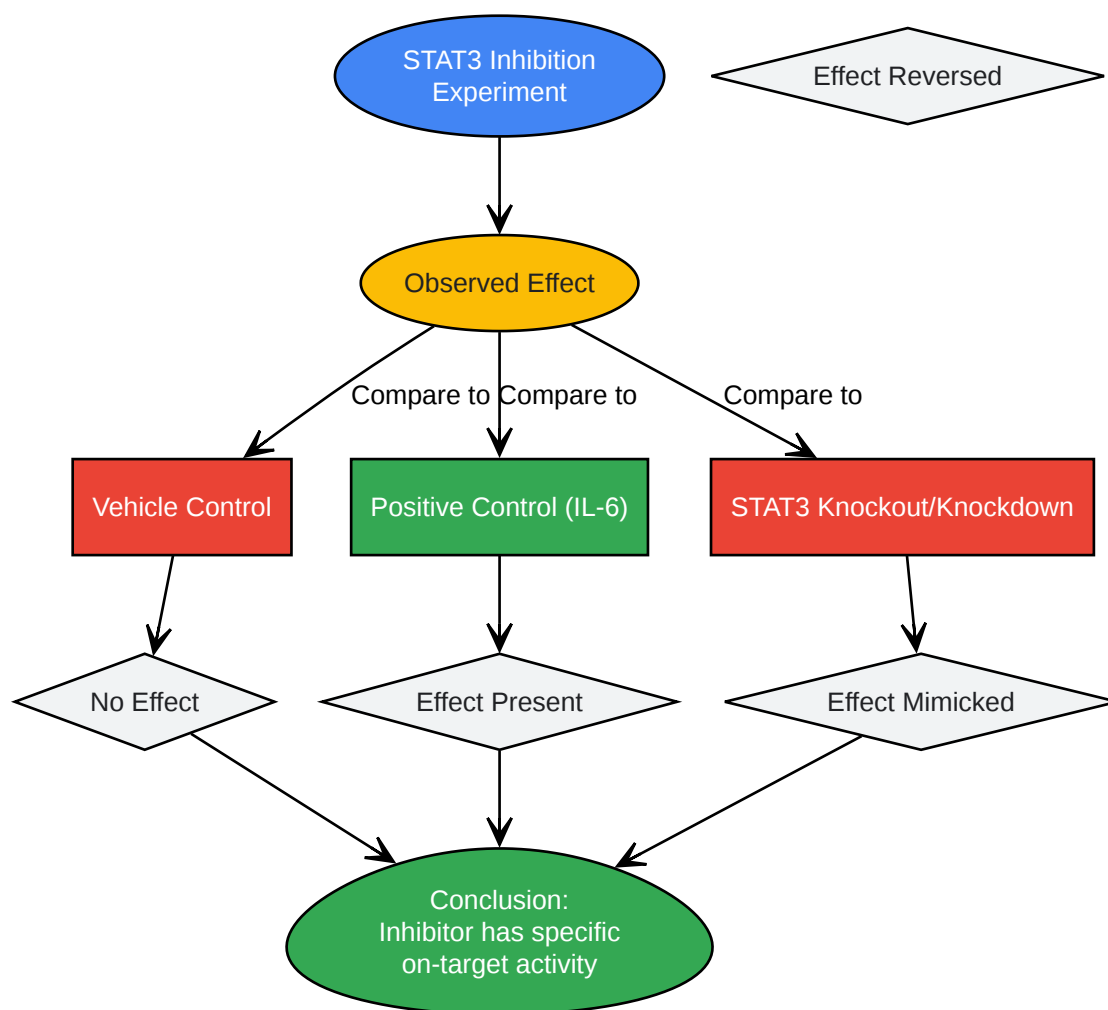 STAT3 Inhibition
Experiment
Effect Reversed
Observed Effect
Compare to
Compare to
Compare to
Vehicle Control
Positive Control (IL-6)
STAT3 Knockout/Knockdown
No Effect
Effect Present
Effect Mimicked
Conclusion:
Inhibitor has specific
on-target activity